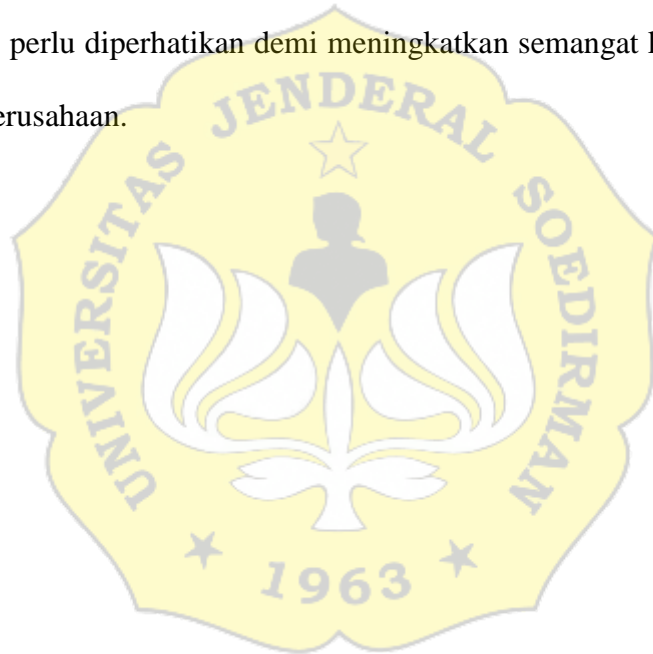 perlu diperhatikan demi meningkatkan semangat
erusahaan.
UNIVERSITAS JENDERAL SOEDIRMAN
1963